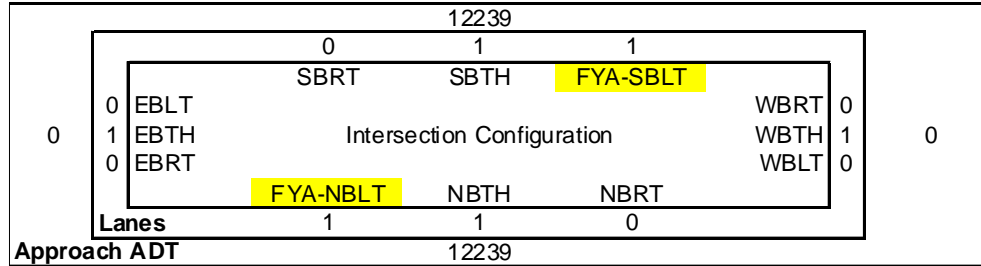 12239
0 1 1
SBRT SBTH FYA-SBLT
0 EBLT WBRT 0
0 1 EBTH Intersection Configuration WBTH 1 0
0 EBRT WBLT 0
FYA-NBLT NBTH NBRT
Lanes 1 1 0
Approach ADT 12239